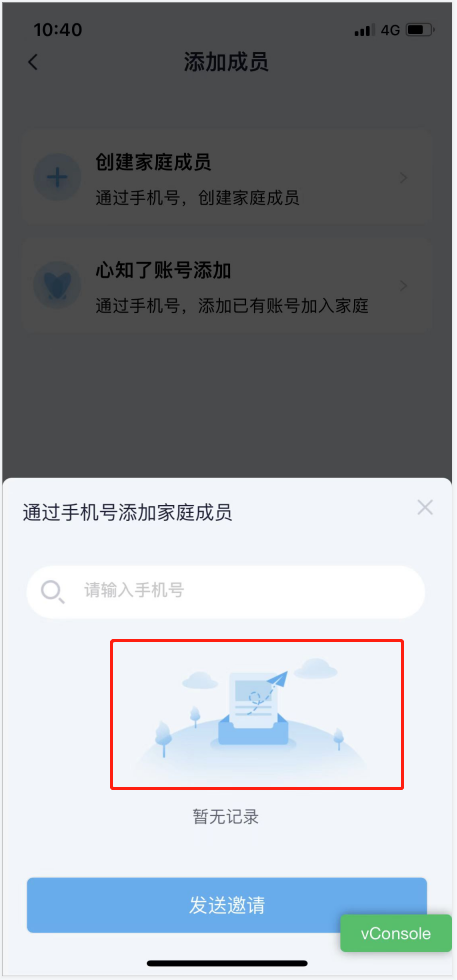 10:40
4G
添加成员
创建家庭成员
通过手机号，创建家庭成员
心知了账号添加
通过手机号，添加已有账号加入家庭
通过手机号添加家庭成员
请输入手机号
暂无记录
发送邀请
vConsole